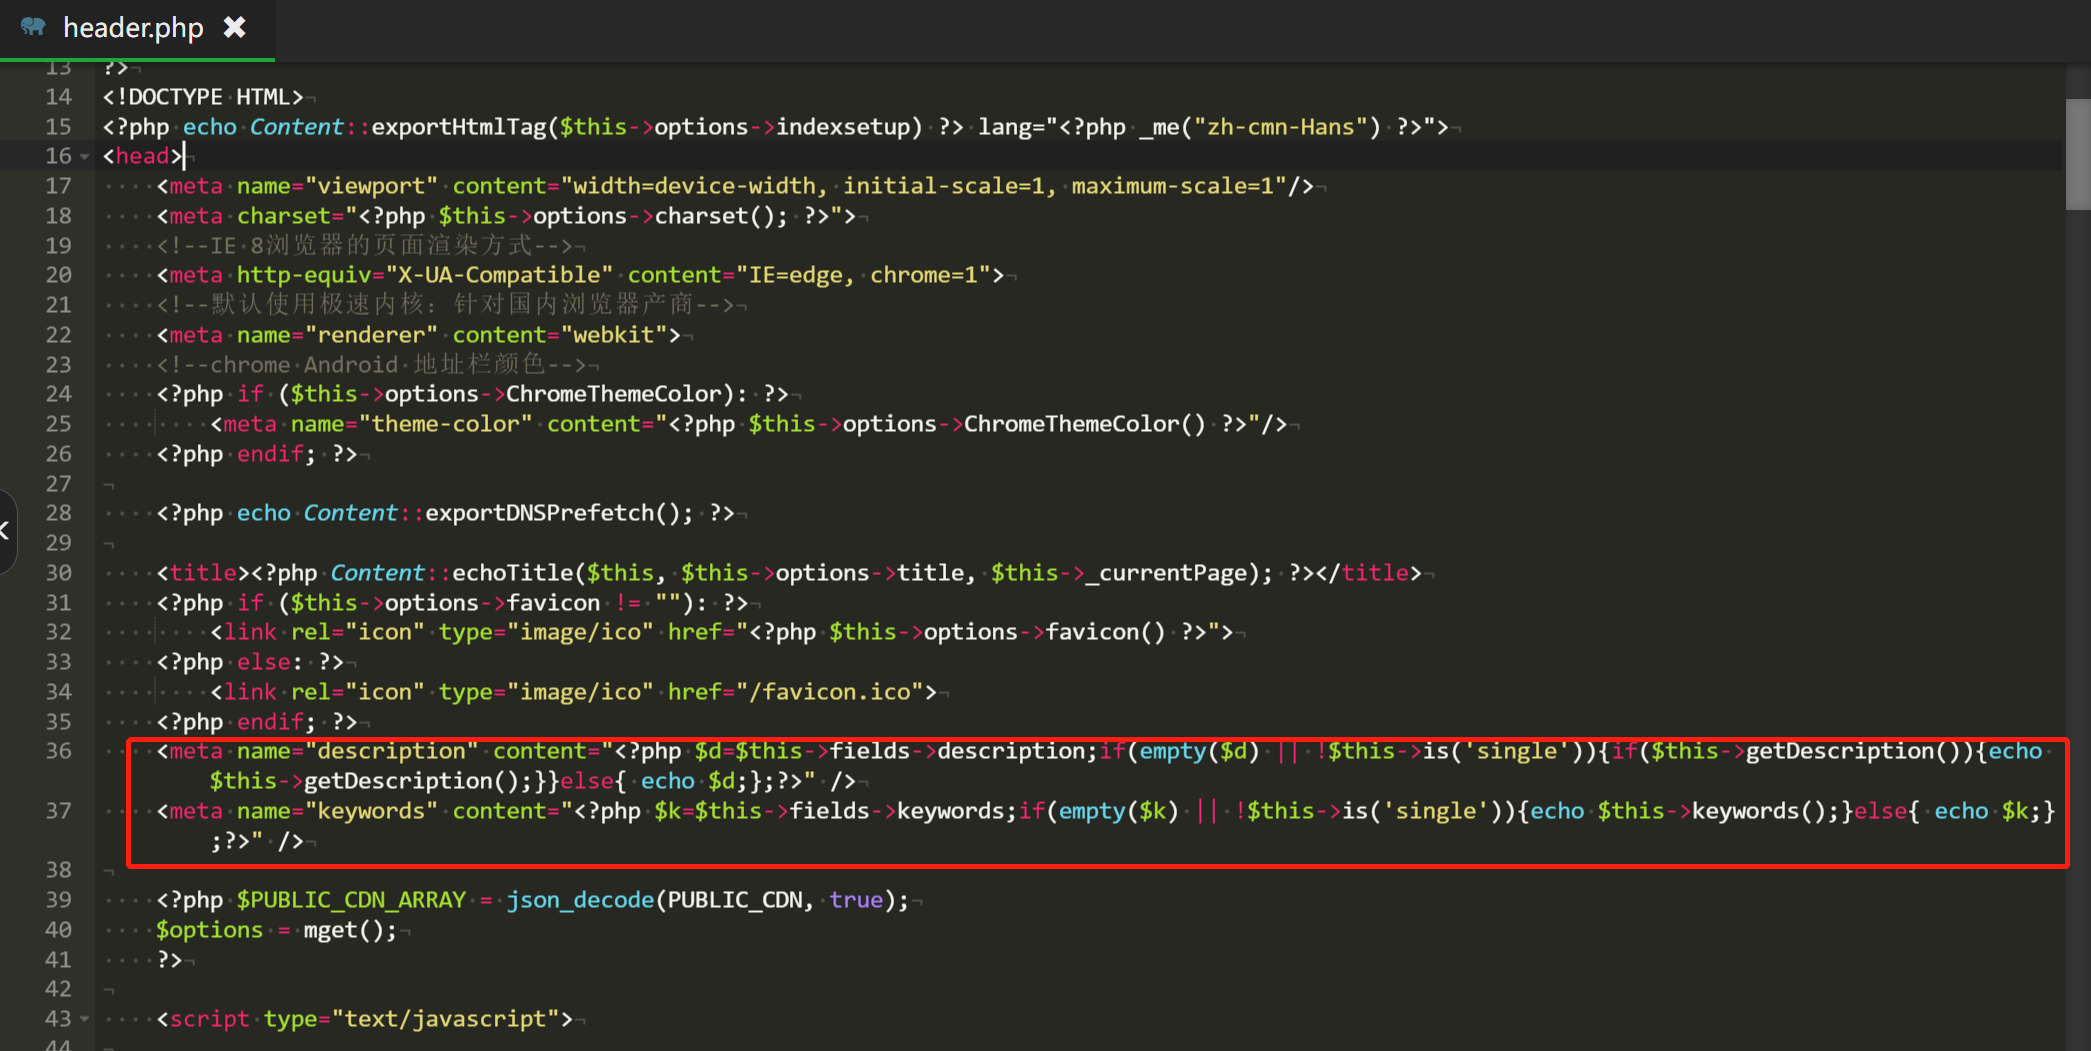 header.php ✖
13 ?>
14 <!DOCTYPE HTML>
15 <?php echo Content::exportHtmlTag($this->options->indexsetup) ?> lang="<?php _me("zh-cmn-Hans") ?>">
16 <head>
17 <meta name="viewport" content="width=device-width, initial-scale=1, maximum-scale=1"/>
18 <meta charset="<?php $this->options->charset(); ?>">
19 <!--IE 8浏览器的页面渲染方式-->
20 <meta http-equiv="X-UA-Compatible" content="IE=edge, chrome=1">
21 <!--默认使用极速内核：针对国内浏览器产商-->
22 <meta name="renderer" content="webkit">
23 <!--chrome Android 地址栏颜色-->
24 <?php if ($this->options->ChromeThemeColor): ?>
25 <meta name="theme-color" content="<?php $this->options->ChromeThemeColor() ?>"/>
26 <?php endif; ?>
27
28 <?php echo Content::exportDNSPrefetch(); ?>
29
30 <title><?php Content::echoTitle($this, $this->options->title, $this->_currentPage); ?></title>
31 <?php if ($this->options->favicon != ""): ?>
32 <link rel="icon" type="image/ico" href="<?php $this->options->favicon() ?>">
33 <?php else: ?>
34 <link rel="icon" type="image/ico" href="/favicon.ico">
35 <?php endif; ?>
36 <meta name="description" content="<?php $d=$this->fields->description;if(empty($d) || !$this->is('single')){if($this->getDescription()){echo
$this->getDescription();}}else{ echo $d;};?>" />
37 <meta name="keywords" content="<?php $k=$this->fields->keywords;if(empty($k) || !$this->is('single')){echo $this->keywords();}else{ echo $k;}
;?>" />
38
39 <?php $PUBLIC_CDN_ARRAY = json_decode(PUBLIC_CDN, true);
40 $options = mget();
41 ?>
42
43 <script type="text/javascript">
44